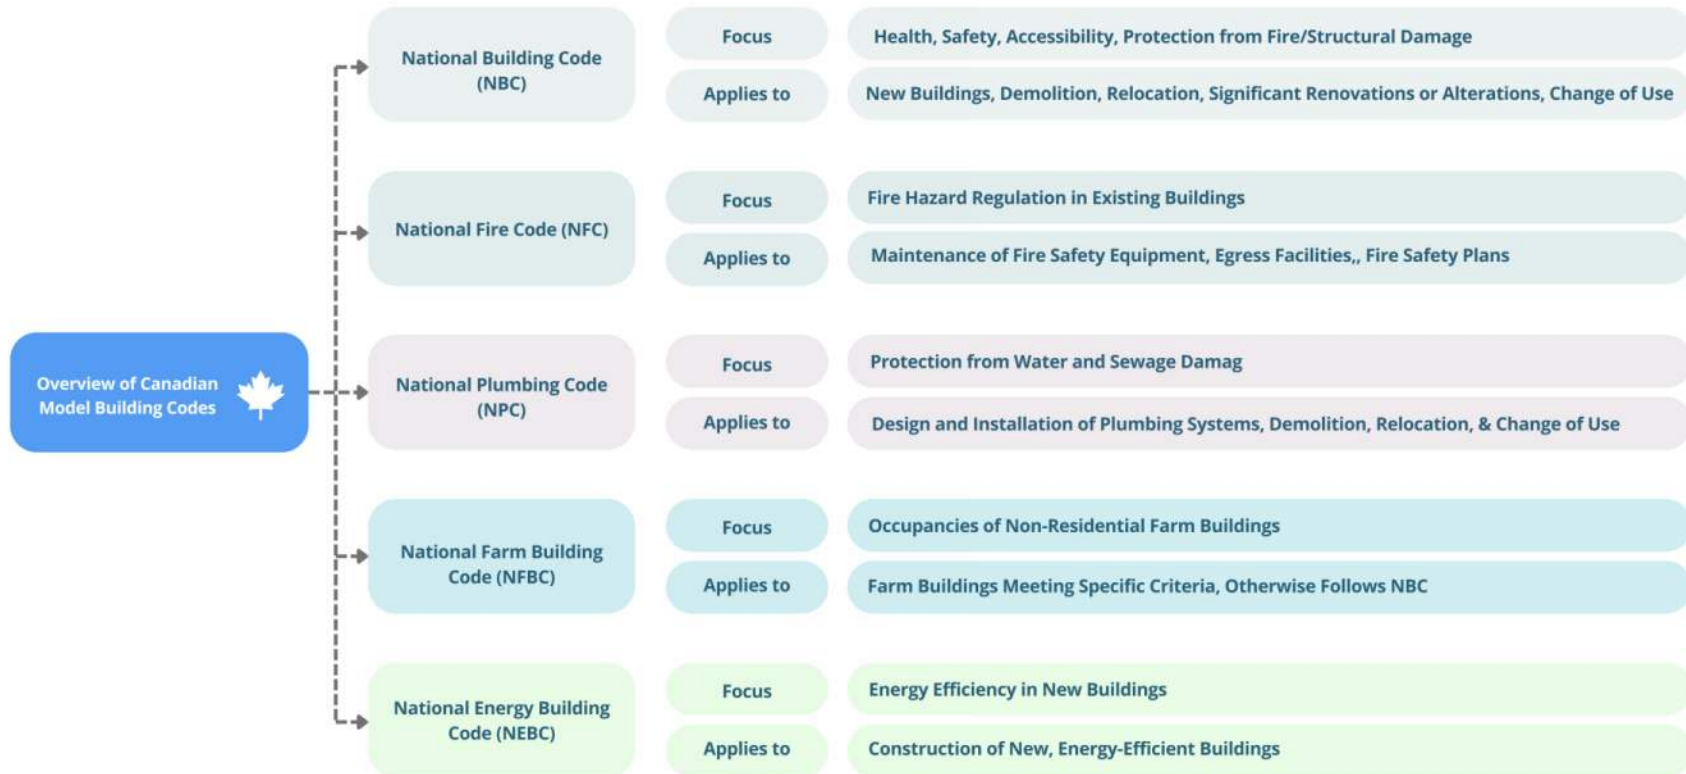 Overview of Canadian
Model Building Codes
National Building Code
(NBC)
Focus
Health, Safety, Accessibility, Protection from Fire/Structural Damage
Applies to
New Buildings, Demolition, Relocation, Significant Renovations or Alterations, Change of Use
National Fire Code (NFC)
Focus
Fire Hazard Regulation in Existing Buildings
Applies to
Maintenance of Fire Safety Equipment, Egress Facilities,, Fire Safety Plans
National Plumbing Code
(NPC)
Focus
Protection from Water and Sewage Damag
Applies to
Design and Installation of Plumbing Systems, Demolition, Relocation, & Change of Use
National Farm Building
Code (NFBC)
Focus
Occupancies of Non-Residential Farm Buildings
Applies to
Farm Buildings Meeting Specific Criteria, Otherwise Follows NBC
National Energy Building
Code (NEBC)
Focus
Energy Efficiency in New Buildings
Applies to
Construction of New, Energy-Efficient Buildings